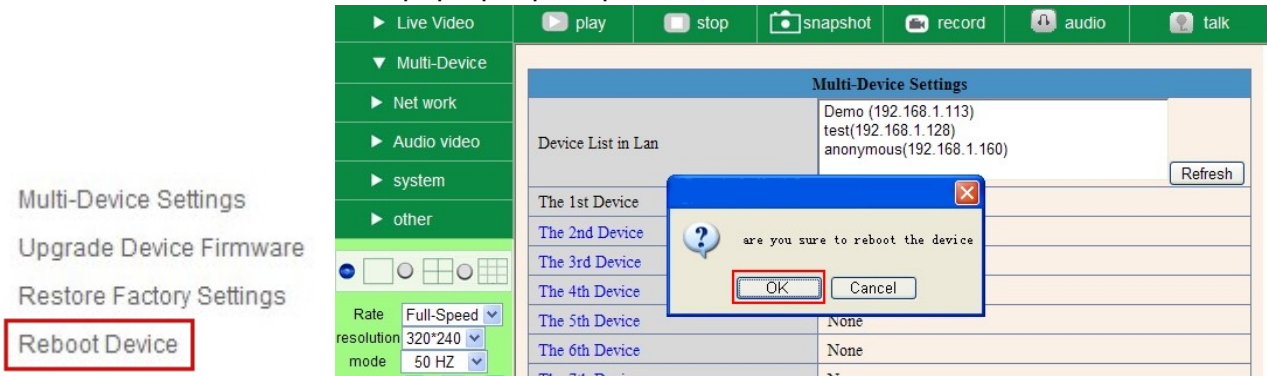 Multi-Device Settings
Upgrade Device Firmware
Restore Factory Settings
Reboot Device
Live Video
Multi-Device
Net work
Audio video
system
other
Rate Full-Speed
resolution 320*240
mode 50 HZ
play stop snapshot record audio talk
Multi-Device Settings
Device List in Lan
Demo (192.168.1.113)
test(192.168.1.128)
anonymous(192.168.1.160)
Refresh
The 1st Device
The 2nd Device
The 3rd Device
The 4th Device
The 5th Device None
The 6th Device None
are you sure to reboot the device
OK Cancel